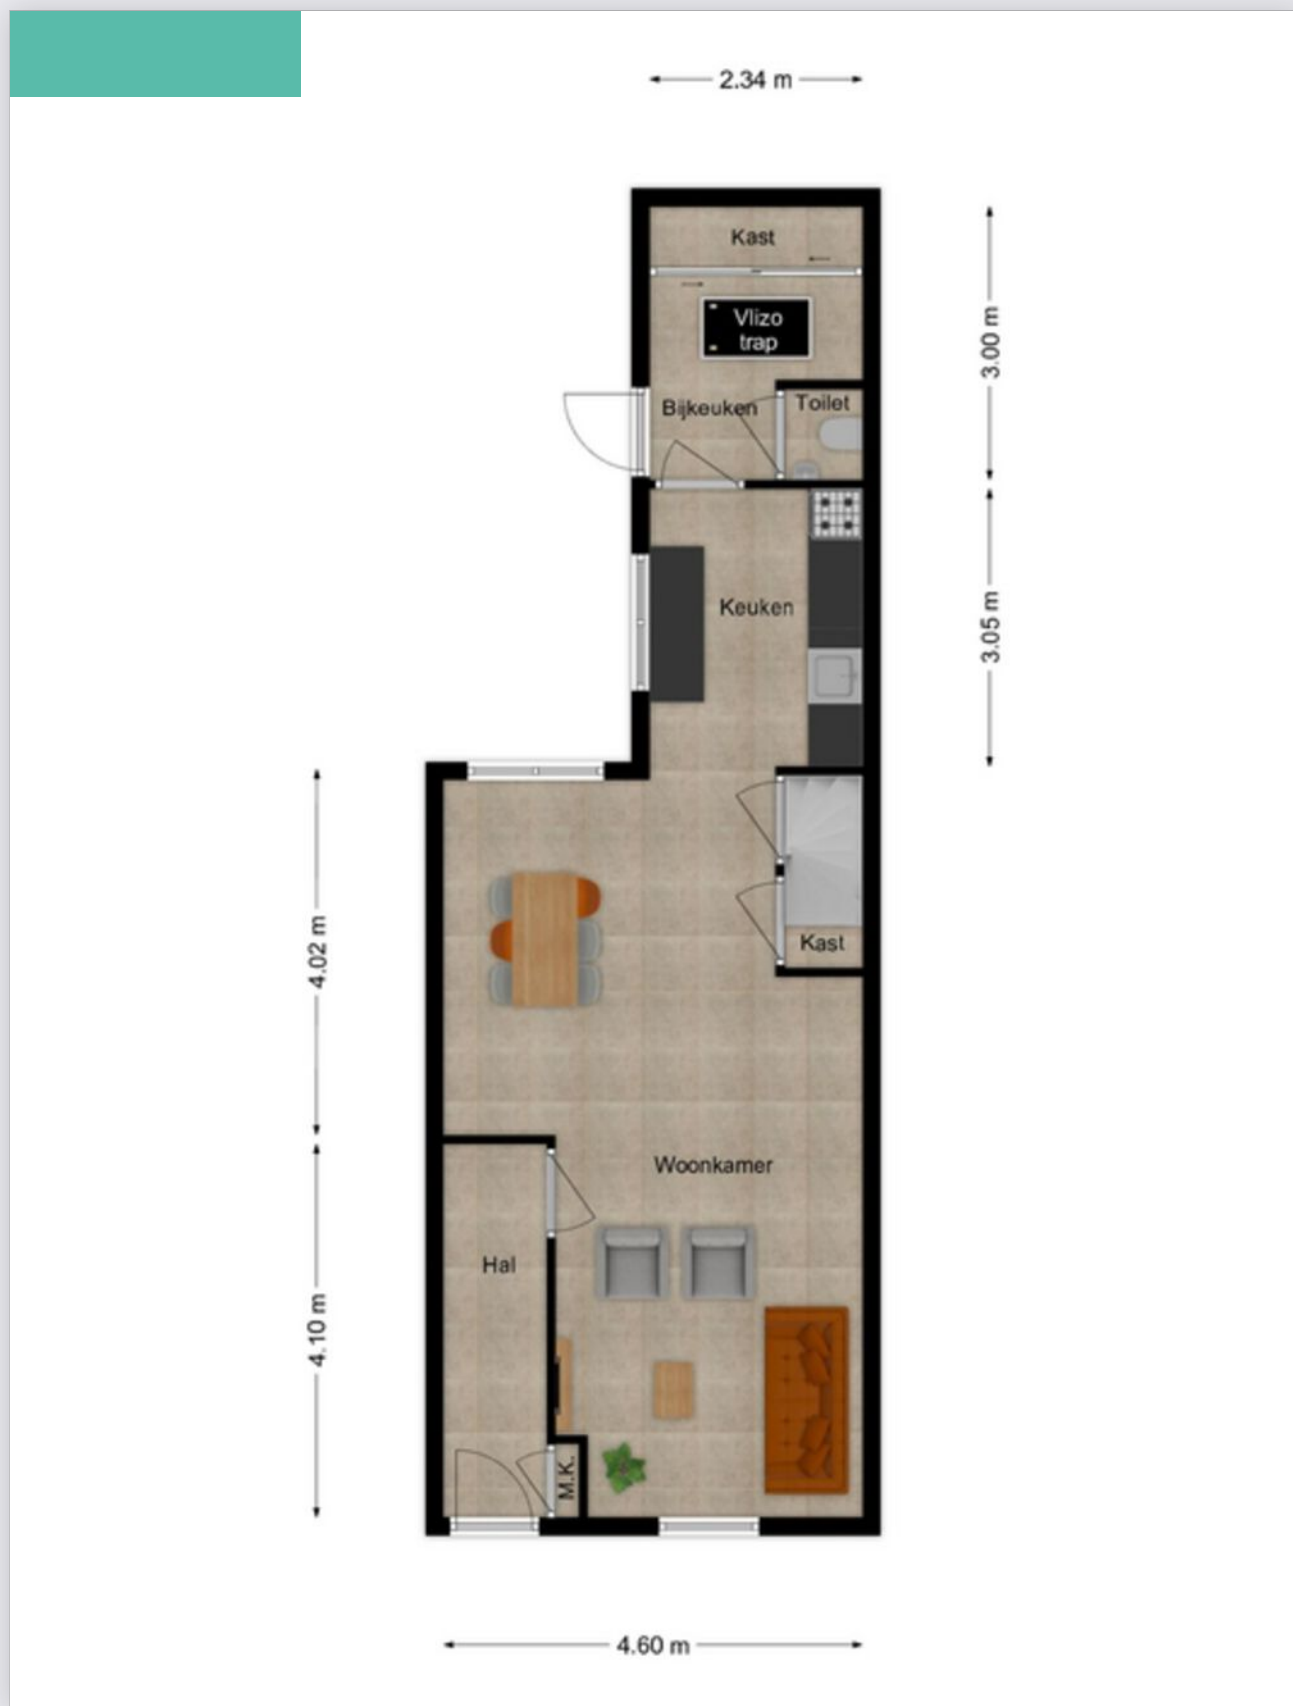 2.34 m
Kast
Vlizo
trap
3.00 m
Bijkeuken
Toilet
Keuken
3.05 m
4.02 m
Kast
Woonkamer
Hal
4.10 m
M.K.
4.60 m